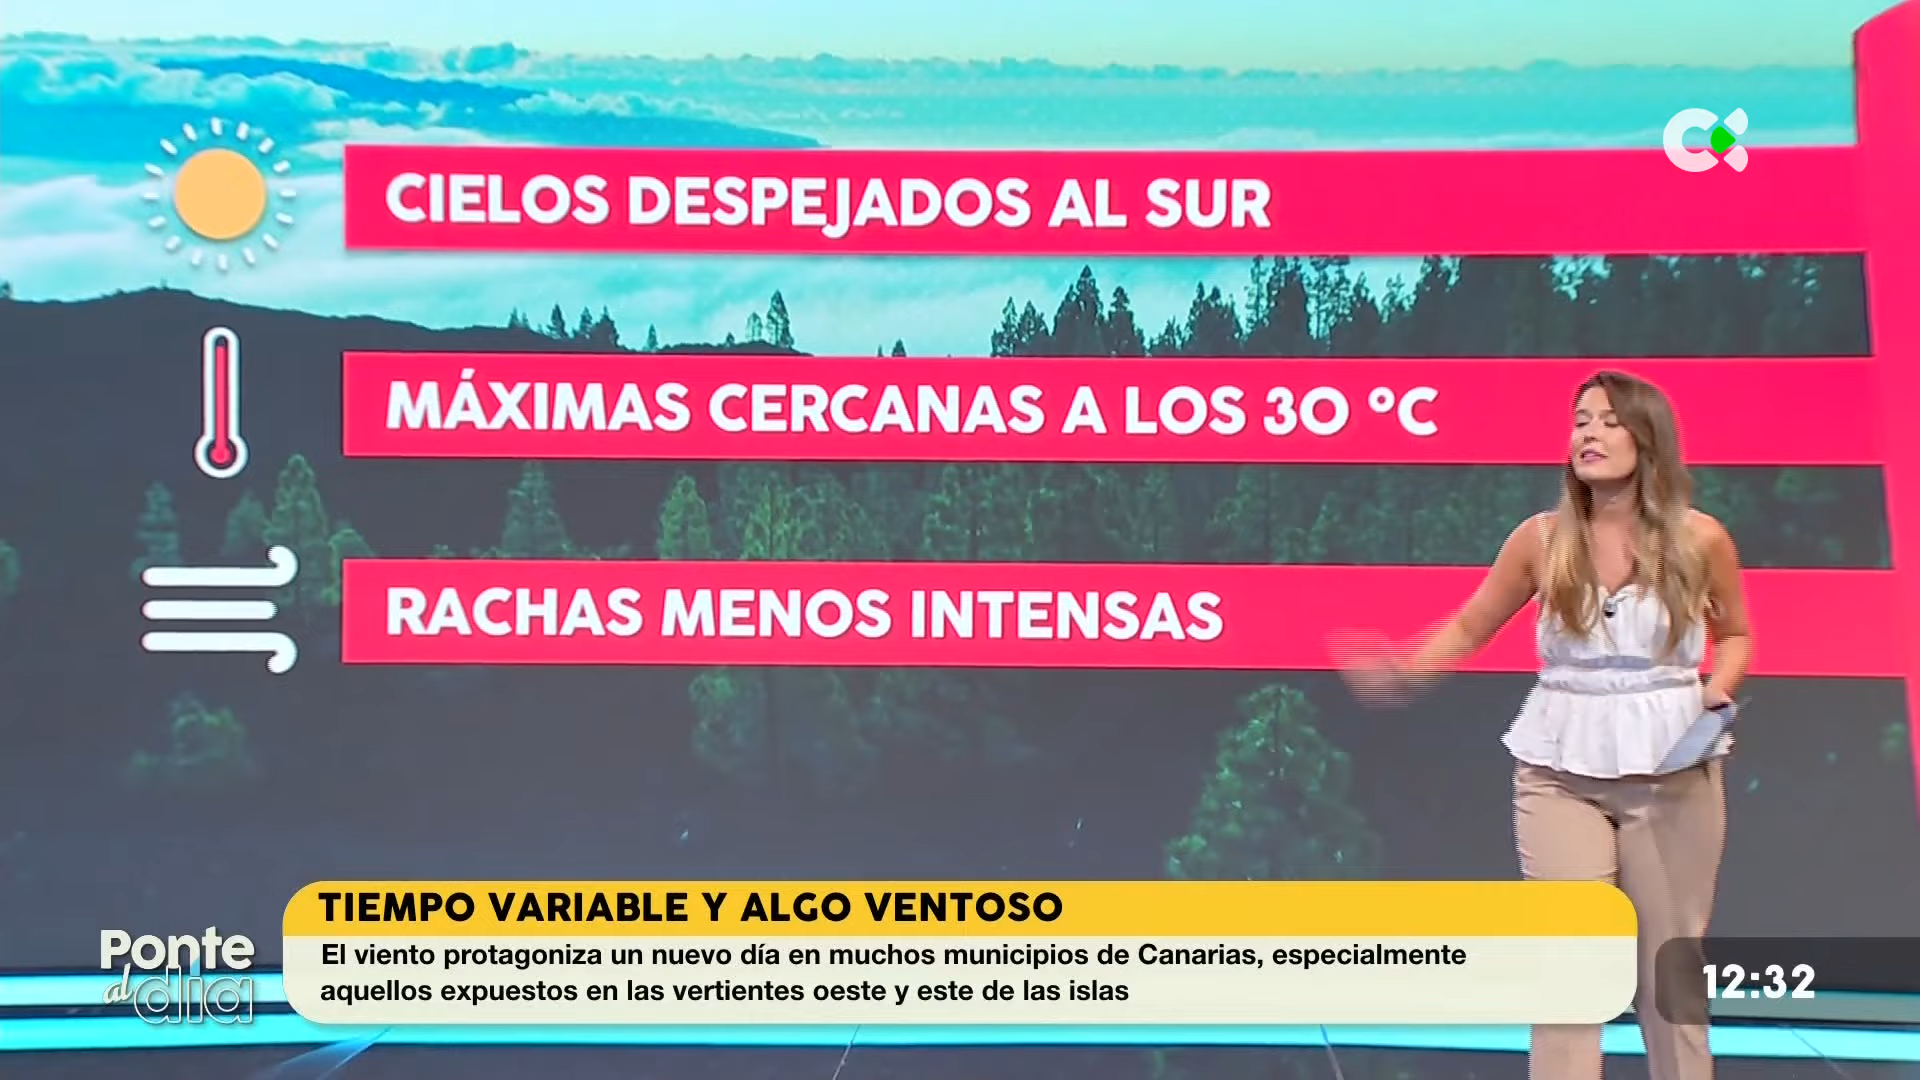 CIELOS DESPEJADOS AL SUR
MÁXIMAS CERCANAS A LOS 30 °C
RACHAS MENOS INTENSAS
TIEMPO VARIABLE Y ALGO VENTOSO
El viento protagoniza un nuevo día en muchos municipios de Canarias, especialmente
aquellos expuestos en las vertientes oeste y este de las islas
Ponte
al día
12:32